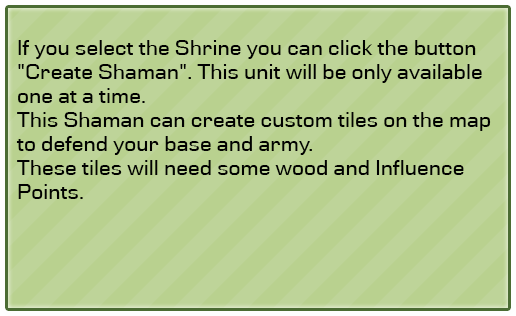 If you select the Shrine you can click the button
"Create Shaman". This unit will be only available
one at a time.
This Shaman can create custom tiles on the map
to defend your base and army.
These tiles will need some wood and Influence
Points.